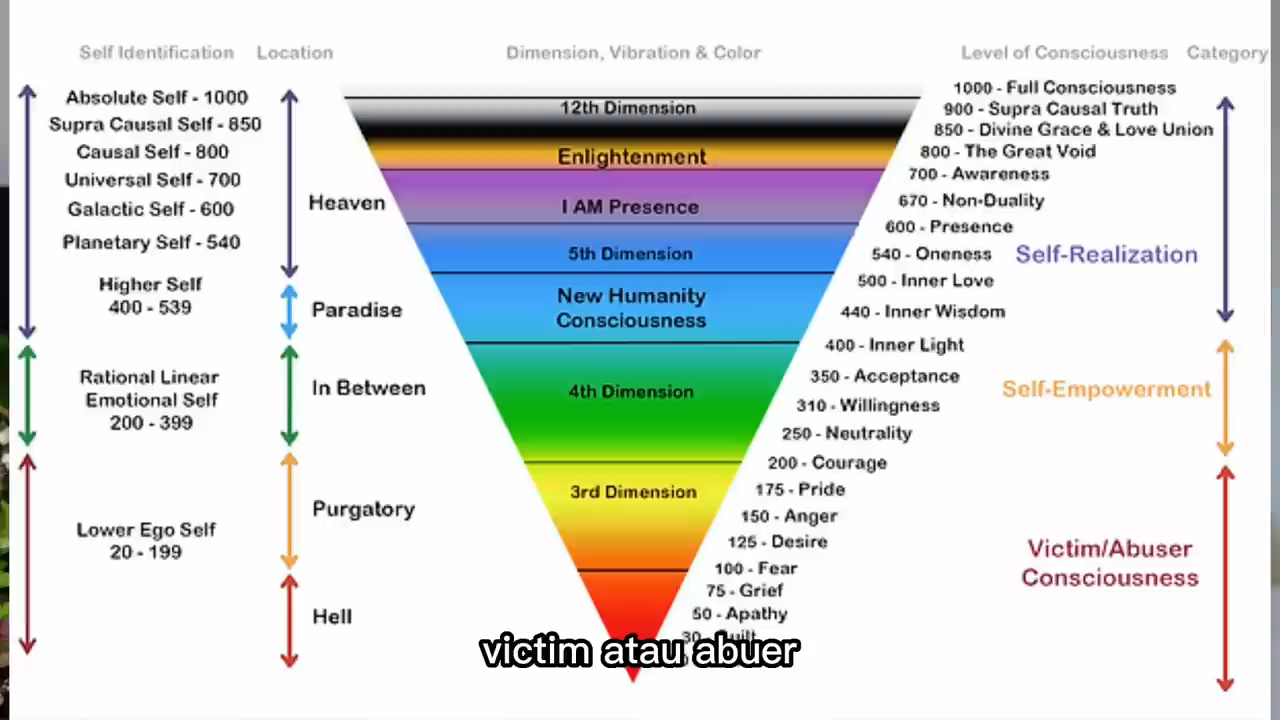 Self Identification
Location
Dimension, Vibration & Color
Level of Consciousness
Category
Absolute Self - 1000
Supra Causal Self - 850
Causal Self - 800
Universal Self - 700
Galactic Self - 600
Planetary Self - 540
Higher Self
400 - 539
Rational Linear
Emotional Self
200 - 399
Lower Ego Self
20 - 199
Heaven
Paradise
In Between
Purgatory
Hell
12th Dimension
Enlightenment
I AM Presence
5th Dimension
New Humanity
Consciousness
4th Dimension
3rd Dimension
1000 - Full Consciousness
900 - Supra Causal Truth
850 - Divine Grace & Love Union
800 - The Great Void
700 - Awareness
670 - Non-Duality
600 - Presence
540 - Oneness
500 - Inner Love
440 - Inner Wisdom
400 - Inner Light
350 - Acceptance
310 - Willingness
250 - Neutrality
200 - Courage
175 - Pride
150 - Anger
125 - Desire
100 - Fear
75 - Grief
50 - Apathy
30 - Guilt
Self-Realization
Self-Empowerment
Victim/Abuser
Consciousness
victim atau abuer